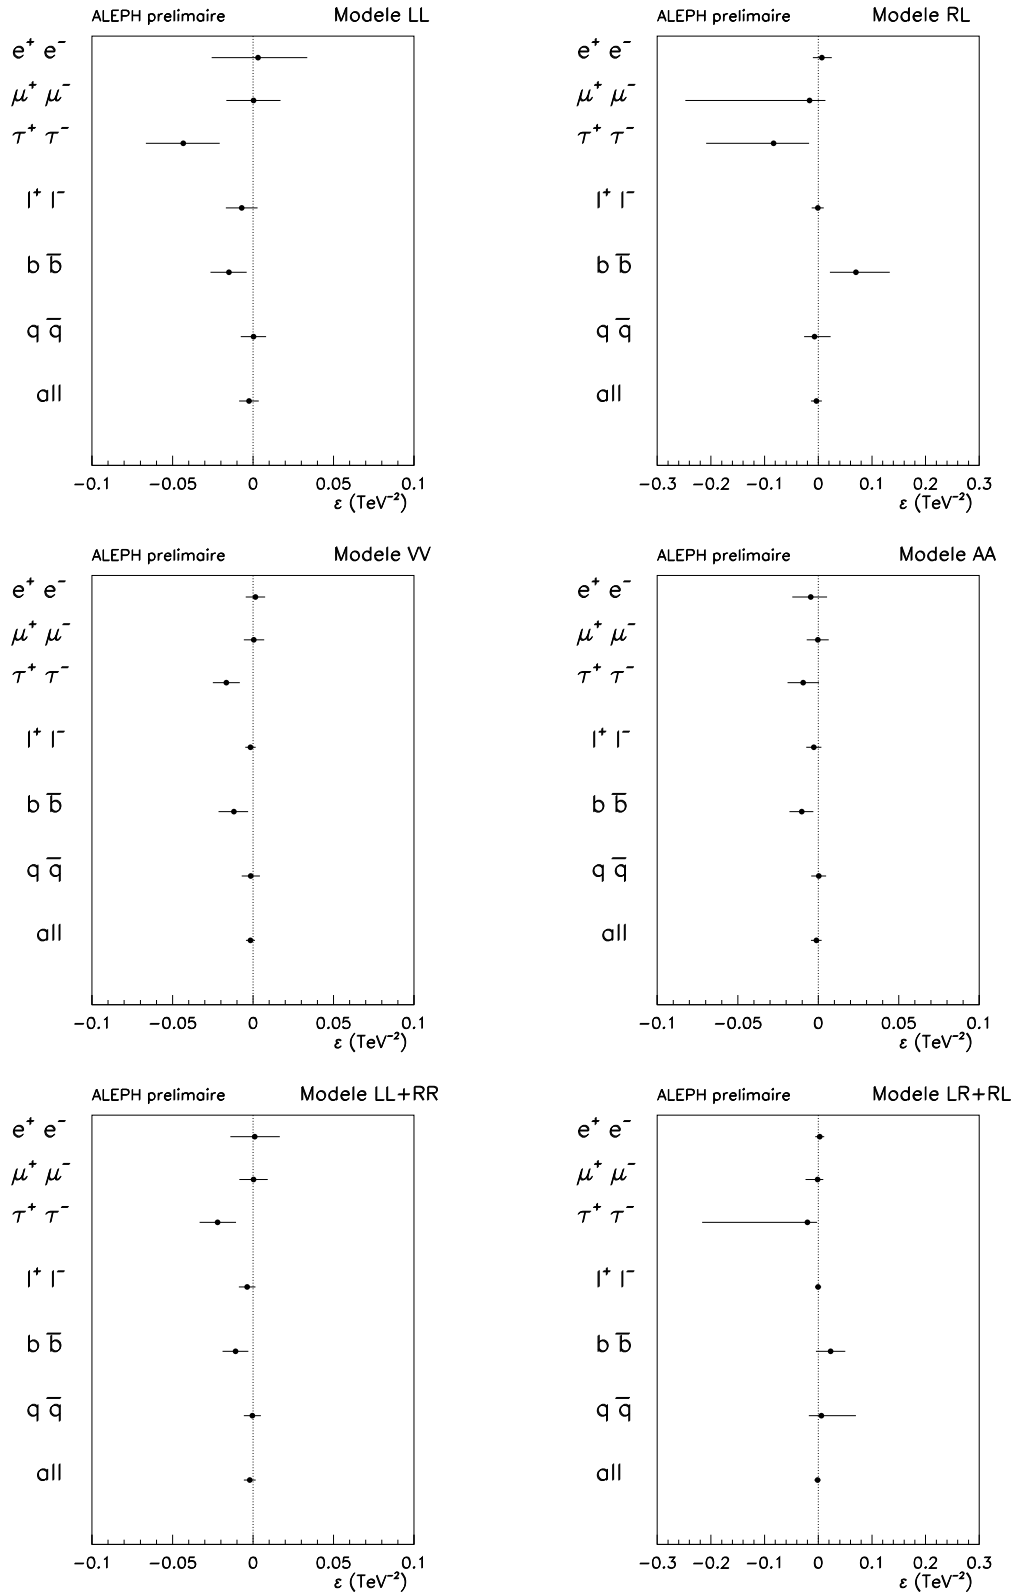 ALEPH prelimaire Modele LL
e⁺ e⁻
μ⁺ μ⁻
τ⁺ τ⁻
l⁺ l⁻
b b̅
q q̅
all
−0.1 −0.05 0 0.05 0.1
ε (TeV⁻²)
ALEPH prelimaire Modele RL
e⁺ e⁻
μ⁺ μ⁻
τ⁺ τ⁻
l⁺ l⁻
b b̅
q q̅
all
−0.3 −0.2 −0.1 0 0.1 0.2 0.3
ε (TeV⁻²)
ALEPH prelimaire Modele VV
e⁺ e⁻
μ⁺ μ⁻
τ⁺ τ⁻
l⁺ l⁻
b b̅
q q̅
all
−0.1 −0.05 0 0.05 0.1
ε (TeV⁻²)
ALEPH prelimaire Modele AA
e⁺ e⁻
μ⁺ μ⁻
τ⁺ τ⁻
l⁺ l⁻
b b̅
q q̅
all
−0.1 −0.05 0 0.05 0.1
ε (TeV⁻²)
ALEPH prelimaire Modele LL+RR
e⁺ e⁻
μ⁺ μ⁻
τ⁺ τ⁻
l⁺ l⁻
b b̅
q q̅
all
−0.1 −0.05 0 0.05 0.1
ε (TeV⁻²)
ALEPH prelimaire Modele LR+RL
e⁺ e⁻
μ⁺ μ⁻
τ⁺ τ⁻
l⁺ l⁻
b b̅
q q̅
all
−0.3 −0.2 −0.1 0 0.1 0.2 0.3
ε (TeV⁻²)